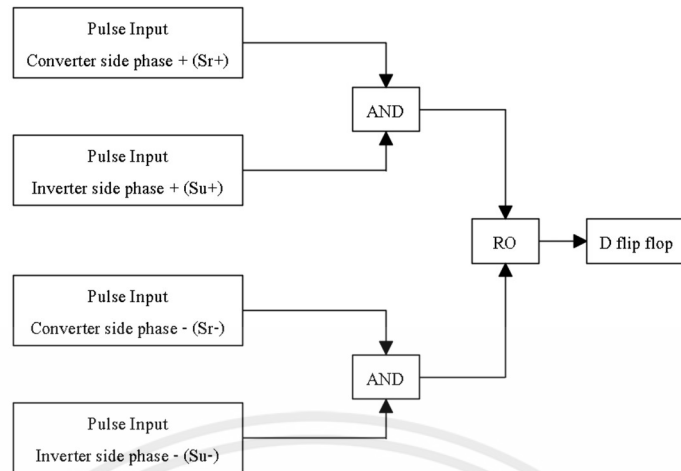 Pulse Input
Converter side phase + (Sr+)
AND
Pulse Input
Inverter side phase + (Su+)
RO
D flip flop
Pulse Input
Converter side phase - (Sr-)
AND
Pulse Input
Inverter side phase - (Su-)